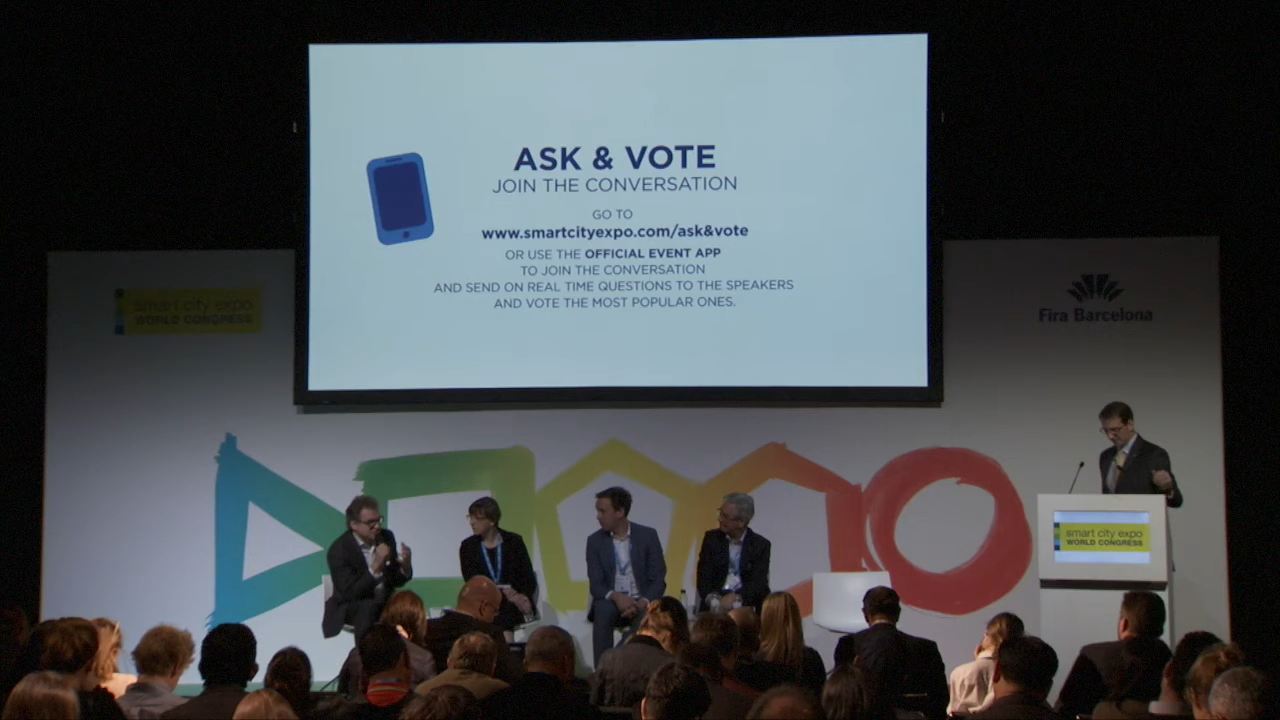 ASK & VOTE
JOIN THE CONVERSATION
GO TO
www.smartcityexpo.com/ask&vote
OR USE THE OFFICIAL EVENT APP
TO JOIN THE CONVERSATION
AND SEND ON REAL TIME QUESTIONS TO THE SPEAKERS
AND VOTE THE MOST POPULAR ONES.
smart city expo
WORLD CONGRESS
Fira Barcelona
smart city expo
WORLD CONGRESS